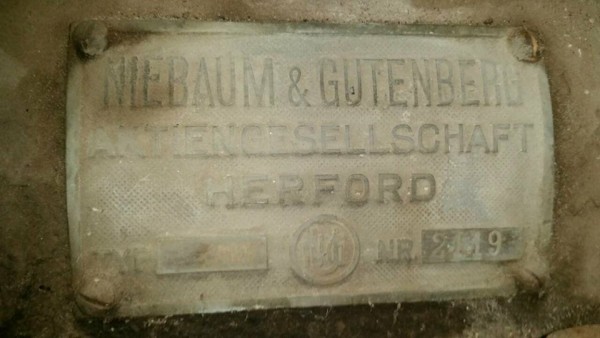 NIEBAUM & GUTENBERG
AKTIENGESELLSCHAFT
HERFORD
NR.